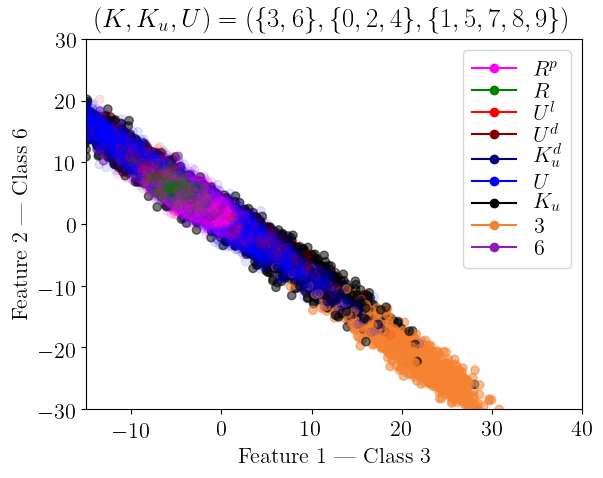 (K, K_u, U) = ({3, 6}, {0, 2, 4}, {1, 5, 7, 8, 9})
30
20
10
0
−10
−20
−30
−10
0
10
20
30
40
Feature 2 — Class 6
Feature 1 — Class 3
R^p
R
U^l
U^d
K_u^d
U
K_u
3
6